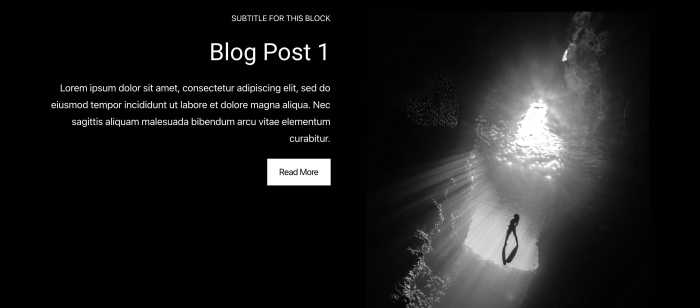 SUBTITLE FOR THIS BLOCK
Blog Post 1
Lorem ipsum dolor sit amet, consectetur adipiscing elit, sed do
eiusmod tempor incididunt ut labore et dolore magna aliqua. Nec
sagittis aliquam malesuada bibendum arcu vitae elementum
curabitur.
Read More